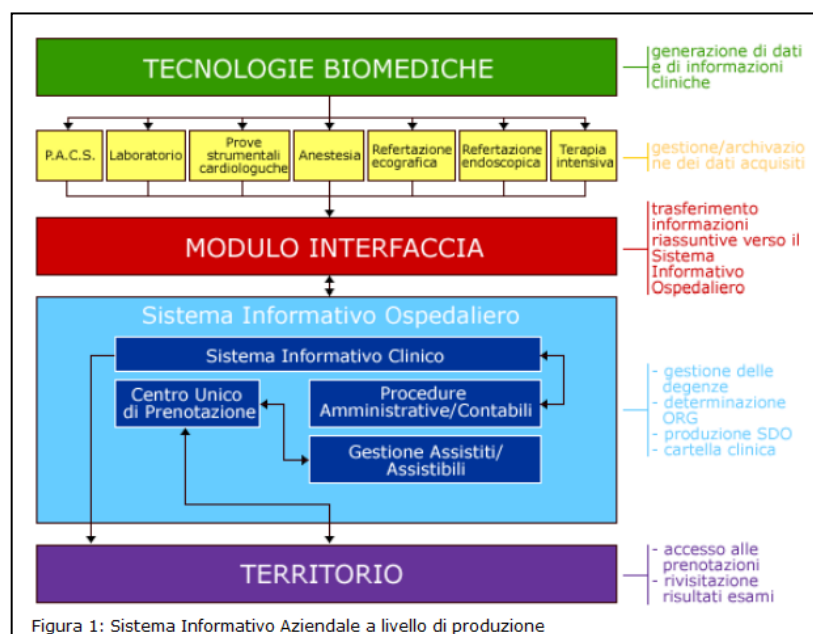 TECNOLOGIE BIOMEDICHE
generazione di dati
e di informazioni
cliniche
P.A.C.S.
Laboratorio
Prove
strumentali
cardiologuche
Anestesia
Refertazione
ecografica
Refertazione
endoscopica
Terapia
intensiva
gestione/archivazio
ne dei dati acquisiti
MODULO INTERFACCIA
trasferimento
informazioni
riassuntive verso il
Sistema
Informativo
Ospedaliero
Sistema Informativo Ospedaliero
Sistema Informativo Clinico
Centro Unico
di Prenotazione
Procedure
Amministrative/Contabili
Gestione Assistiti/
Assistibili
- gestione delle
degenze
- determinazione
ORG
- produzione SDO
- cartella clinica
TERRITORIO
- accesso alle
prenotazioni
- rivisitazione
risultati esami
Figura 1: Sistema Informativo Aziendale a livello di produzione